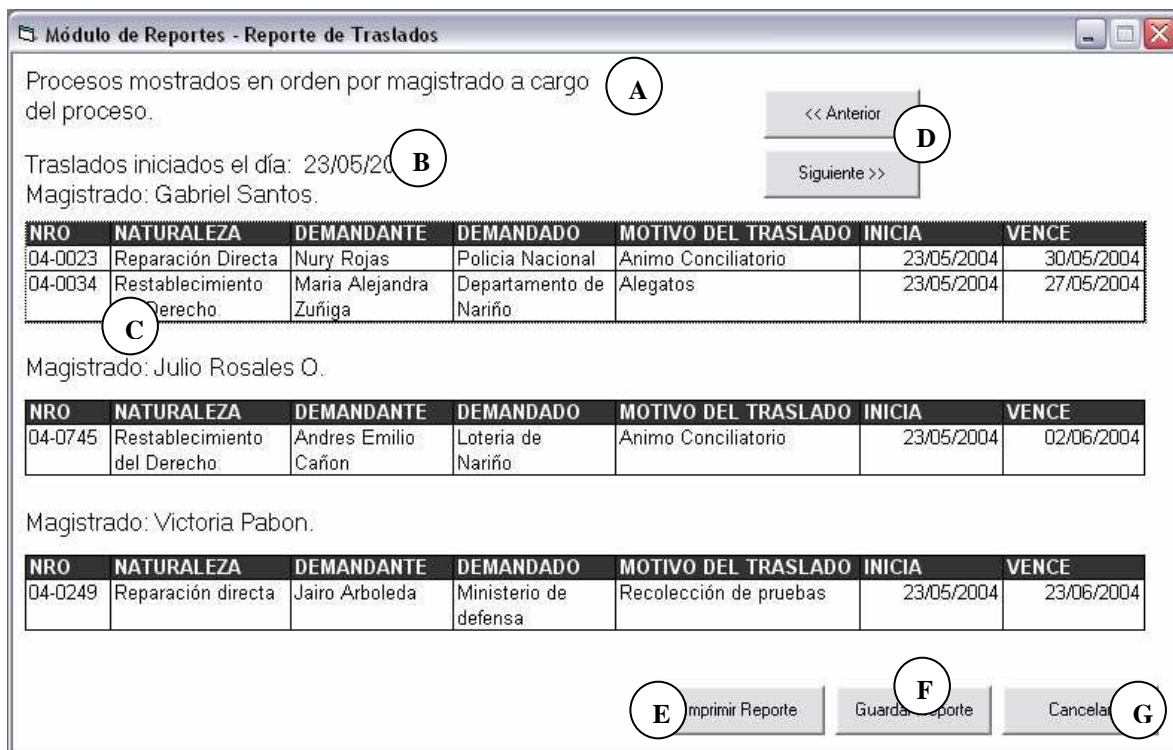 Módulo de Reportes - Reporte de Traslados
Procesos mostrados en orden por magistrado a cargo
del proceso.
A
<< Anterior
D
Siguiente >>
Traslados iniciados el día: 23/05/20
B
Magistrado: Gabriel Santos.
NRO NATURALEZA DEMANDANTE DEMANDADO MOTIVO DEL TRASLADO INICIA VENCE
04-0023 Reparación Directa Nury Rojas Policia Nacional Animo Conciliatorio 23/05/2004 30/05/2004
04-0034 Restablecimiento Maria Alejandra Departamento de Alegatos 23/05/2004 27/05/2004
Derecho Zuñiga Nariño
C
Magistrado: Julio Rosales O.
NRO NATURALEZA DEMANDANTE DEMANDADO MOTIVO DEL TRASLADO INICIA VENCE
04-0745 Restablecimiento Andres Emilio Loteria de Animo Conciliatorio 23/05/2004 02/06/2004
del Derecho Cañon Nariño
Magistrado: Victoria Pabon.
NRO NATURALEZA DEMANDANTE DEMANDADO MOTIVO DEL TRASLADO INICIA VENCE
04-0249 Reparación directa Jairo Arboleda Ministerio de Recolección de pruebas 23/05/2004 23/06/2004
defensa
E
Imprimir Reporte
F
Guardar Reporte
Cancelar
G